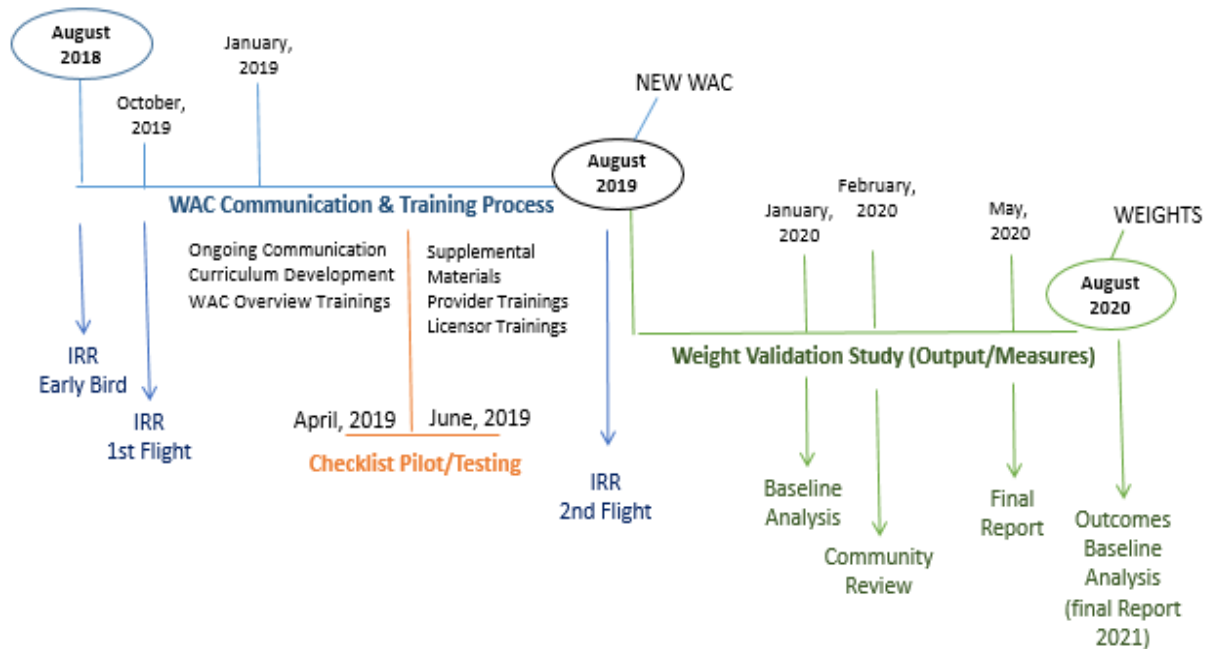 August
2018
January,
2019
October,
2019
NEW WAC
August
2019
February,
2020
January,
2020
May,
2020
WEIGHTS
August
2020
WAC Communication & Training Process
Ongoing Communication
Curriculum Development
WAC Overview Trainings
Supplemental
Materials
Provider Trainings
Licensor Trainings
Weight Validation Study (Output/Measures)
IRR
Early Bird
IRR
1st Flight
April, 2019
June, 2019
Checklist Pilot/Testing
IRR
2nd Flight
Baseline
Analysis
Community
Review
Final
Report
Outcomes
Baseline
Analysis
(final Report
2021)